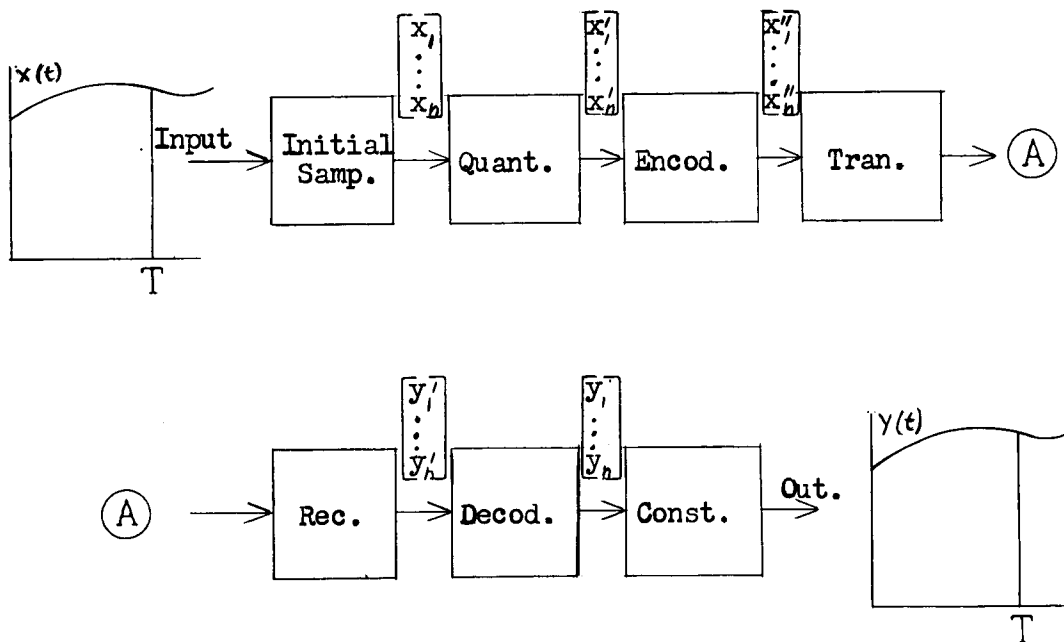 x(t)
Input
T
Initial
Samp.
x₁
xₙ
Quant.
x′₁
x′ₙ
Encod.
x″₁
x″ₙ
Tran.
A
A
Rec.
y′₁
y′ₙ
Decod.
y₁
yₙ
Const.
Out.
y(t)
T